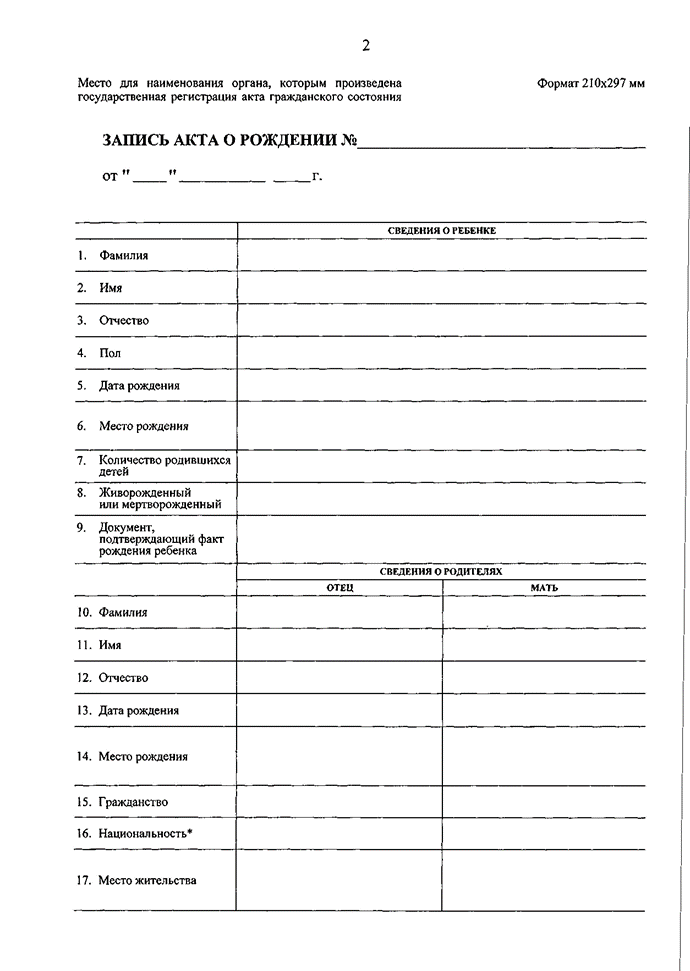 2
Место для наименования органа, которым произведена
государственная регистрация акта гражданского состояния
Формат 210х297 мм
ЗАПИСЬ АКТА О РОЖДЕНИИ №
от " " г.
СВЕДЕНИЯ О РЕБЕНКЕ
1. Фамилия
2. Имя
3. Отчество
4. Пол
5. Дата рождения
6. Место рождения
7. Количество родившихся
детей
8. Живорожденный
или мертворожденный
9. Документ,
подтверждающий факт
рождения ребенка
СВЕДЕНИЯ О РОДИТЕЛЯХ
ОТЕЦ МАТЬ
10. Фамилия
11. Имя
12. Отчество
13. Дата рождения
14. Место рождения
15. Гражданство
16. Национальность*
17. Место жительства